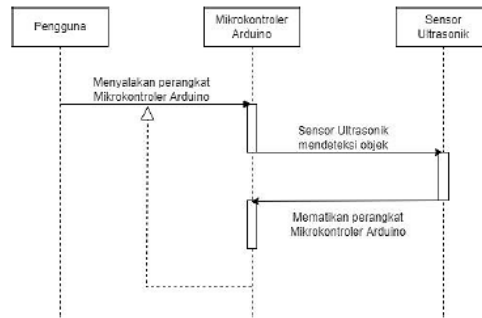 Pengguna
Mikrokontroler
Arduino
Sensor
Ultrasonik
Menyalakan perangkat
Mikrokontroler Arduino
Sensor Ultrasonik
mendeteksi objek
Mematikan perangkat
Mikrokontroler Arduino